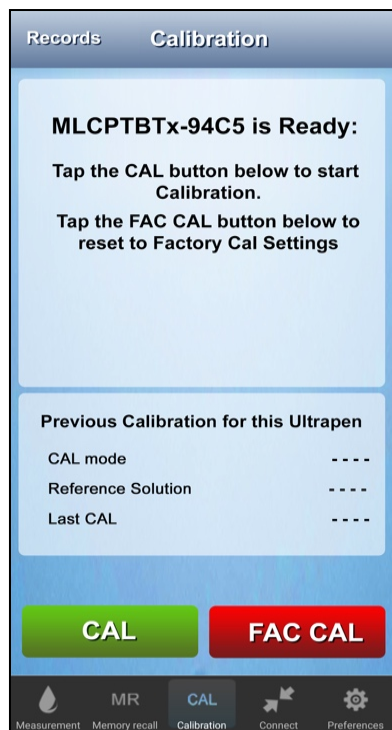 Records Calibration
MLCPTBTx-94C5 is Ready:
Tap the CAL button below to start
Calibration.
Tap the FAC CAL button below to
reset to Factory Cal Settings
Previous Calibration for this Ultrapen
CAL mode ----
Reference Solution ----
Last CAL ----
CAL FAC CAL
MR CAL
Measurement Memory recall Calibration Connect Preferences